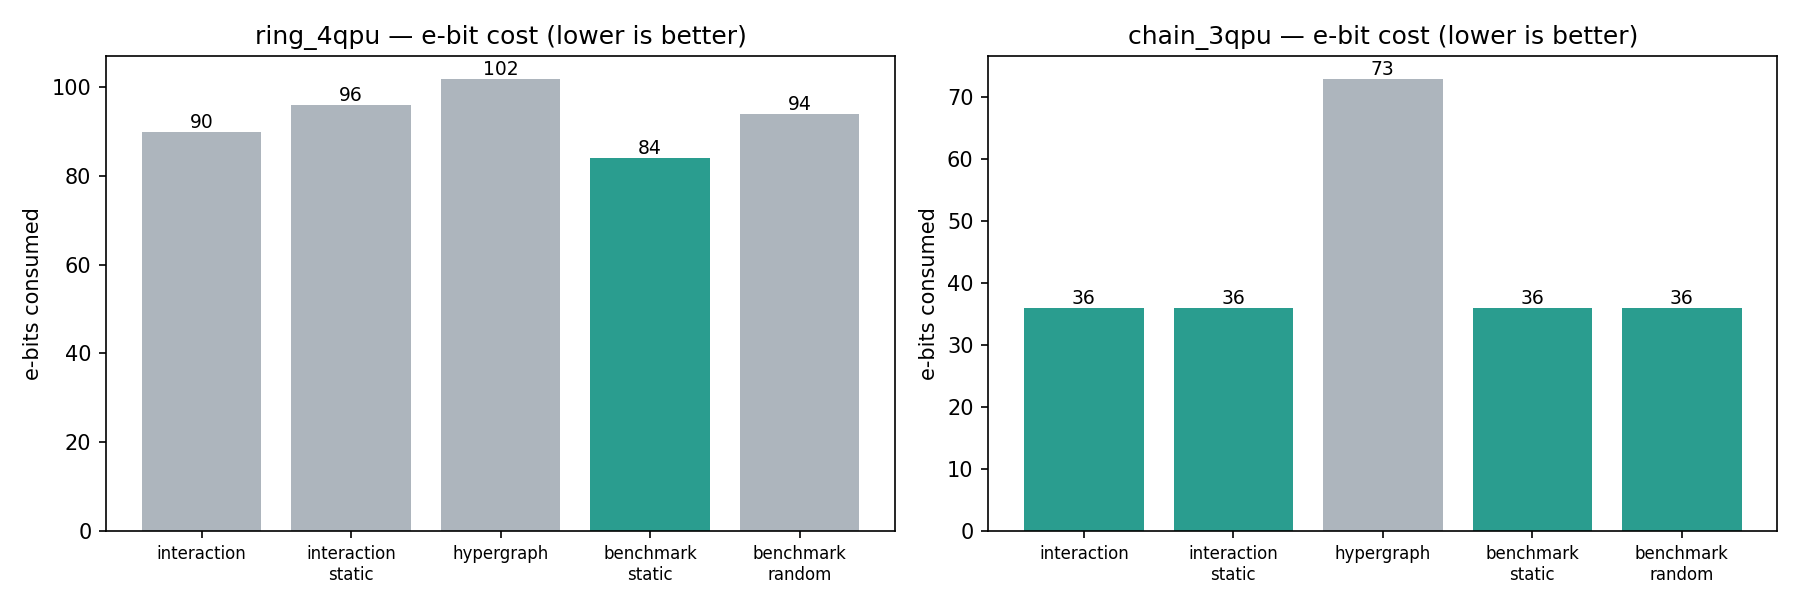 ring_4qpu — e-bit cost (lower is better)
e-bits consumed
100
80
60
40
20
0
90
96
102
84
94
interaction
interaction
static
hypergraph
benchmark
static
benchmark
random
chain_3qpu — e-bit cost (lower is better)
e-bits consumed
70
60
50
40
30
20
10
0
36
36
73
36
36
interaction
interaction
static
hypergraph
benchmark
static
benchmark
random